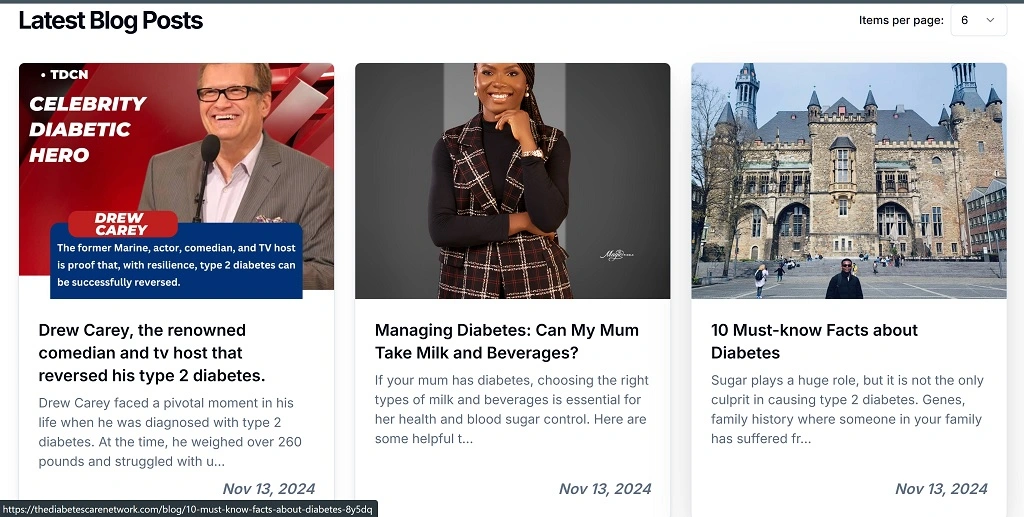 Latest Blog Posts
Items per page: 6
• TDCN
CELEBRITY
DIABETIC
HERO
DREW
CAREY
The former Marine, actor, comedian, and TV host
is proof that, with resilience, type 2 diabetes can
be successfully reversed.
Drew Carey, the renowned
comedian and tv host that
reversed his type 2 diabetes.
Drew Carey faced a pivotal moment in his
life when he was diagnosed with type 2
diabetes. At the time, he weighed over 260
pounds and struggled with u...
Nov 13, 2024
Managing Diabetes: Can My Mum
Take Milk and Beverages?
If your mum has diabetes, choosing the right
types of milk and beverages is essential for
her health and blood sugar control. Here are
some helpful t...
Nov 13, 2024
10 Must-know Facts about
Diabetes
Sugar plays a huge role, but it is not the only
culprit in causing type 2 diabetes. Genes,
family history where someone in your family
has suffered fr...
Nov 13, 2024
https://thediabetescarenetwork.com/blog/10-must-know-facts-about-diabetes-8y5dq